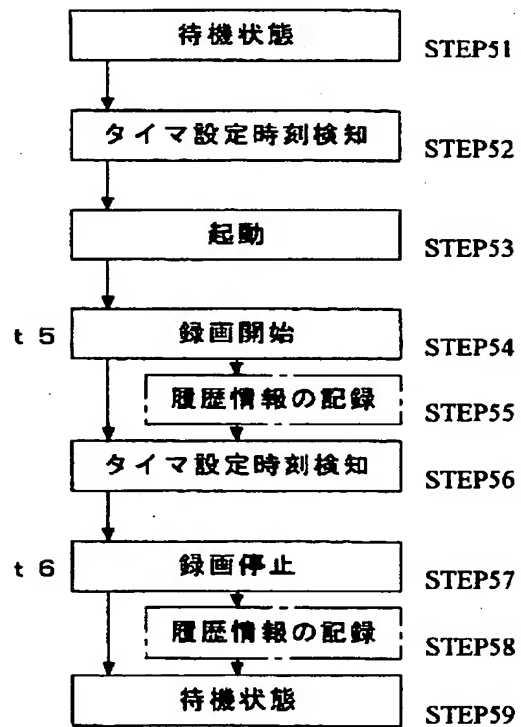 待機状態 STEP51
タイマ設定時刻検知 STEP52
起動 STEP53
t 5 録画開始 STEP54
履歴情報の記録 STEP55
タイマ設定時刻検知 STEP56
t 6 録画停止 STEP57
履歴情報の記録 STEP58
待機状態 STEP59